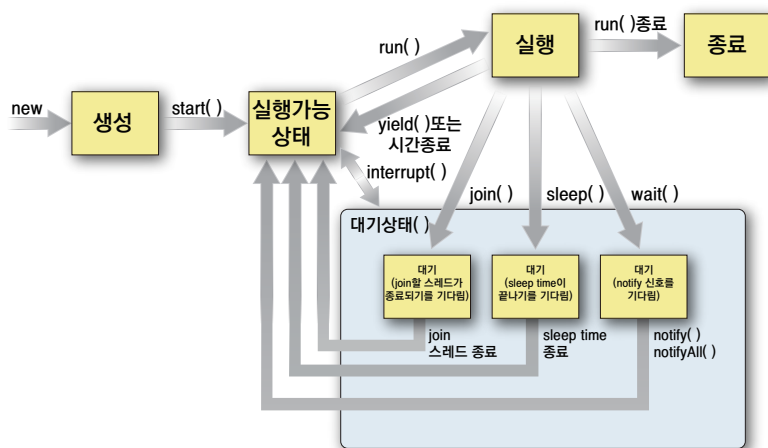 new
생성
start( )
실행가능
상태
run( )
실행
run( )종료
종료
yield( )또는
시간종료
interrupt( )
join( )
sleep( )
wait( )
대기상태( )
대기
(join할 스레드가
종료되기를 기다림)
대기
(sleep time이
끝나기를 기다림)
대기
(notify 신호를
기다림)
join
스레드 종료
sleep time
종료
notify( )
notifyAll( )